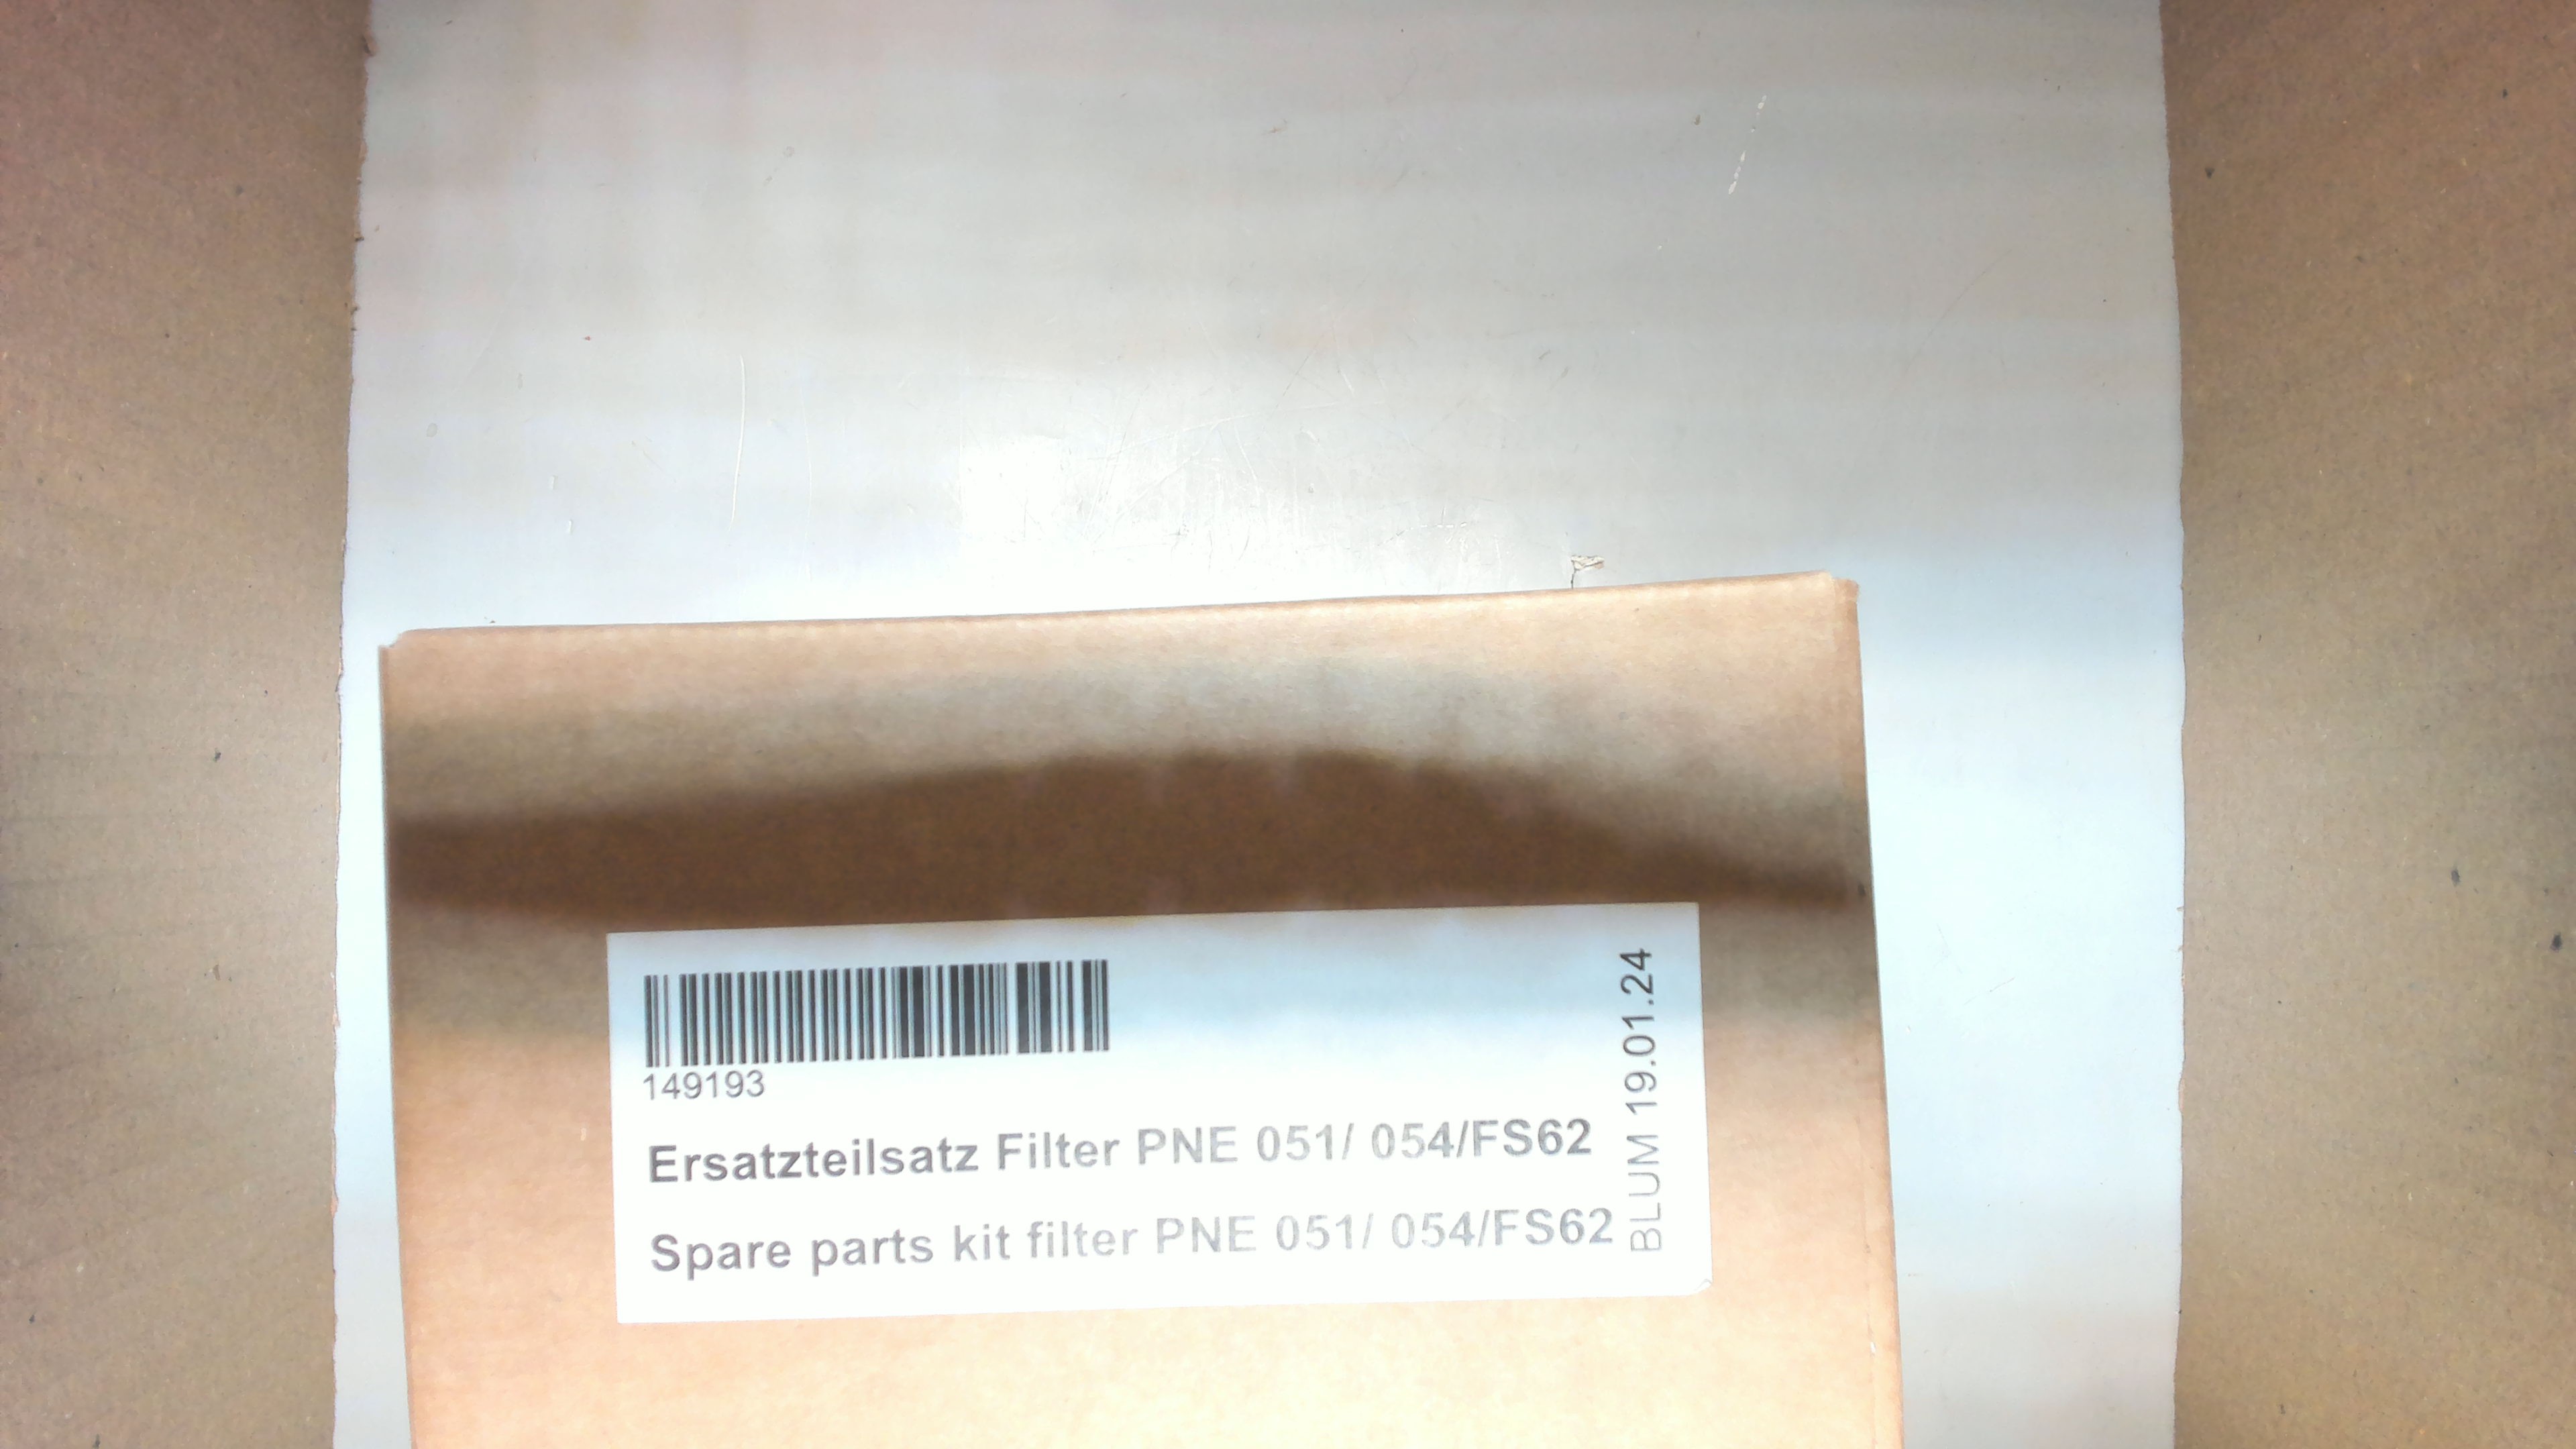 149193
Ersatzteilsatz Filter PNE 051/ 054/FS62
Spare parts kit filter PNE 051/ 054/FS62
BLUM 19.01.24